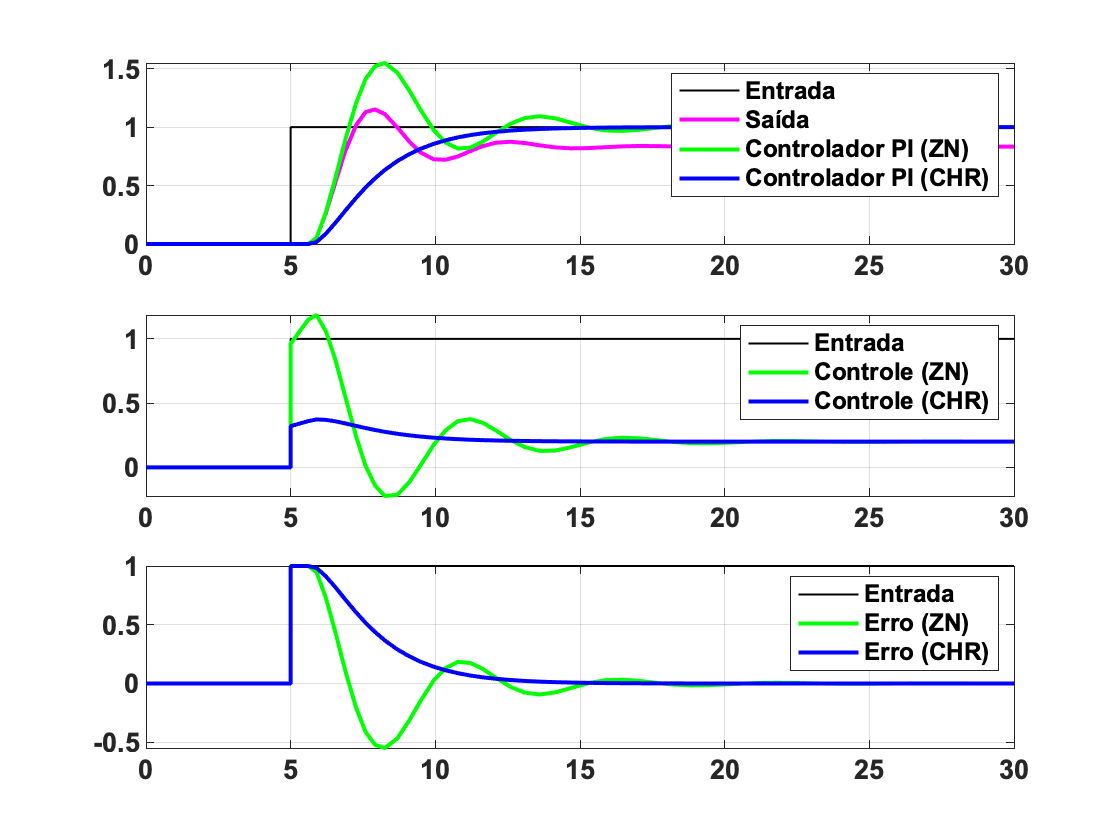 1.5
1
0.5
0
Entrada
Saída
Controlador PI (ZN)
Controlador PI (CHR)
0 5 10 15 20 25 30
1
0.5
0
Entrada
Controle (ZN)
Controle (CHR)
0 5 10 15 20 25 30
1
0.5
0
-0.5
Entrada
Erro (ZN)
Erro (CHR)
0 5 10 15 20 25 30